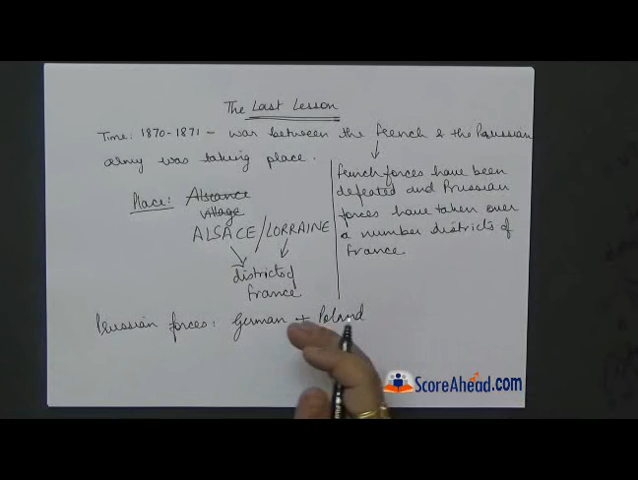 The Last Lesson
Time: 1870-1871 - war between the french & the Prussian
army was taking place.
Place: Alsance
Village
ALSACE/LORRAINE
districts of
france
french forces have been
defeated and Prussian
forces have taken over
a number districts of
france
Prussian forces: German + Poland
ScoreAhead.com